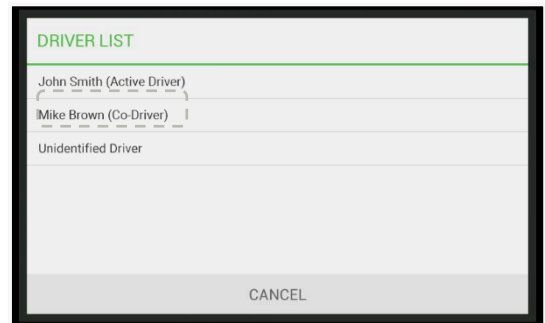 DRIVER LIST
John Smith (Active Driver)
Mike Brown (Co-Driver)
Unidentified Driver
CANCEL